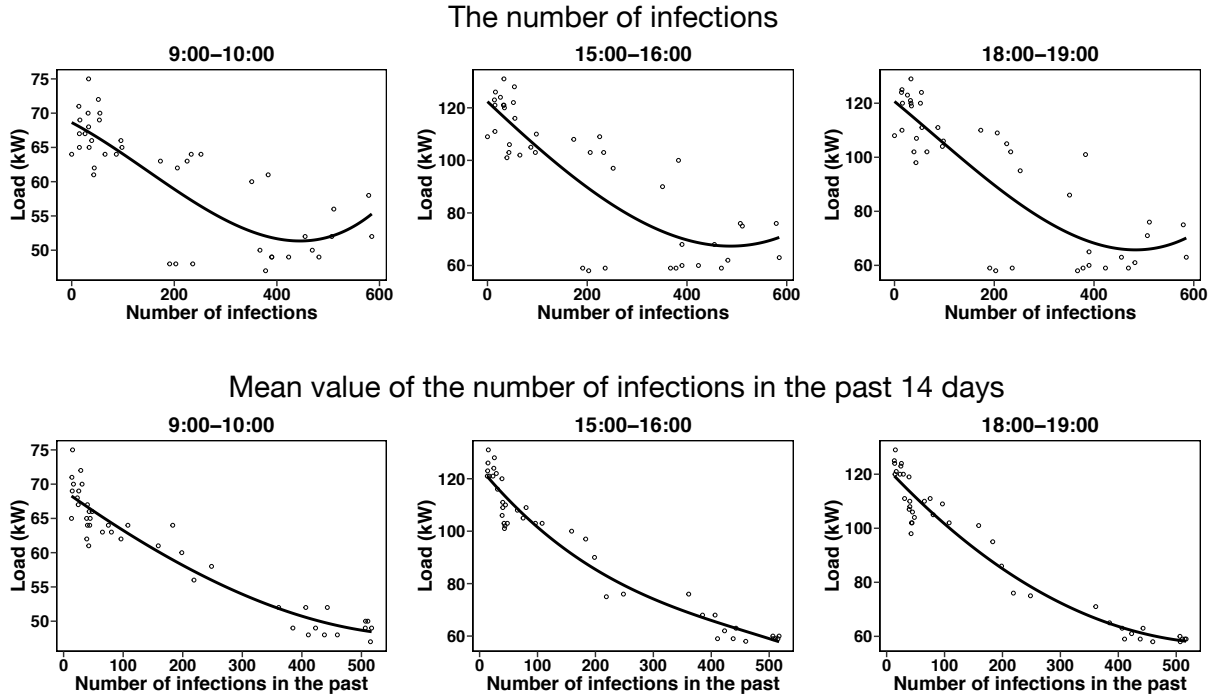 The number of infections
9:00–10:00 15:00–16:00 18:00–19:00
75
70
65
60
55
50
Load (kW)
0 200 400 600
Number of infections
120
100
80
60
Load (kW)
0 200 400 600
Number of infections
120
100
80
60
Load (kW)
0 200 400 600
Number of infections
Mean value of the number of infections in the past 14 days
9:00–10:00 15:00–16:00 18:00–19:00
75
70
65
60
55
50
Load (kW)
0 100 200 300 400 500
Number of infections in the past
120
100
80
60
Load (kW)
0 100 200 300 400 500
Number of infections in the past
120
100
80
60
Load (kW)
0 100 200 300 400 500
Number of infections in the past